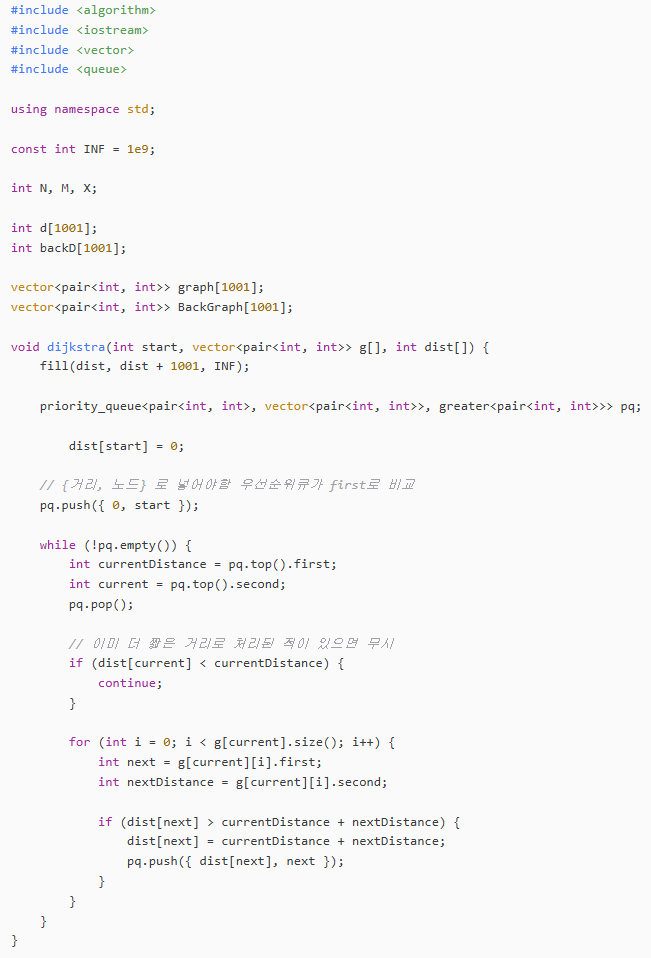 #include <algorithm>
#include <iostream>
#include <vector>
#include <queue>
using namespace std;
const int INF = 1e9;
int N, M, X;
int d[1001];
int backD[1001];
vector<pair<int, int>> graph[1001];
vector<pair<int, int>> BackGraph[1001];
void dijkstra(int start, vector<pair<int, int>> g[], int dist[]) {
    fill(dist, dist + 1001, INF);
    priority_queue<pair<int, int>, vector<pair<int, int>>, greater<pair<int, int>>> pq;
        dist[start] = 0;
    // {거리, 노드} 로 넣어야함 우선순위큐가 first로 비교
    pq.push({ 0, start });
    while (!pq.empty()) {
        int currentDistance = pq.top().first;
        int current = pq.top().second;
        pq.pop();
        // 이미 더 짧은 거리로 처리된 적이 있으면 무시
        if (dist[current] < currentDistance) {
            continue;
        }
        for (int i = 0; i < g[current].size(); i++) {
            int next = g[current][i].first;
            int nextDistance = g[current][i].second;
            if (dist[next] > currentDistance + nextDistance) {
                dist[next] = currentDistance + nextDistance;
                pq.push({ dist[next], next });
            }
        }
    }
}